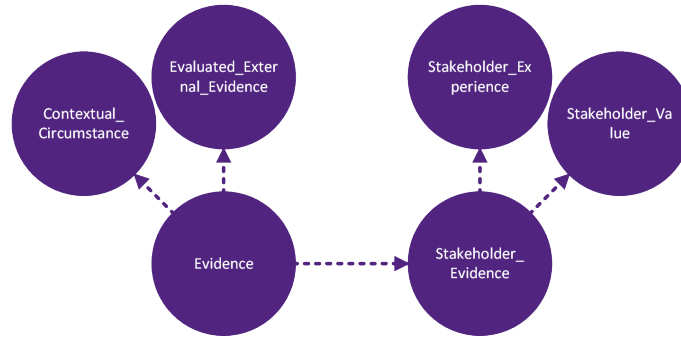 Evaluated_Exter
nal_Evidence
Stakeholder_Ex
perience
Contextual_
Circumstance
Stakeholder_Va
lue
Evidence
Stakeholder_
Evidence